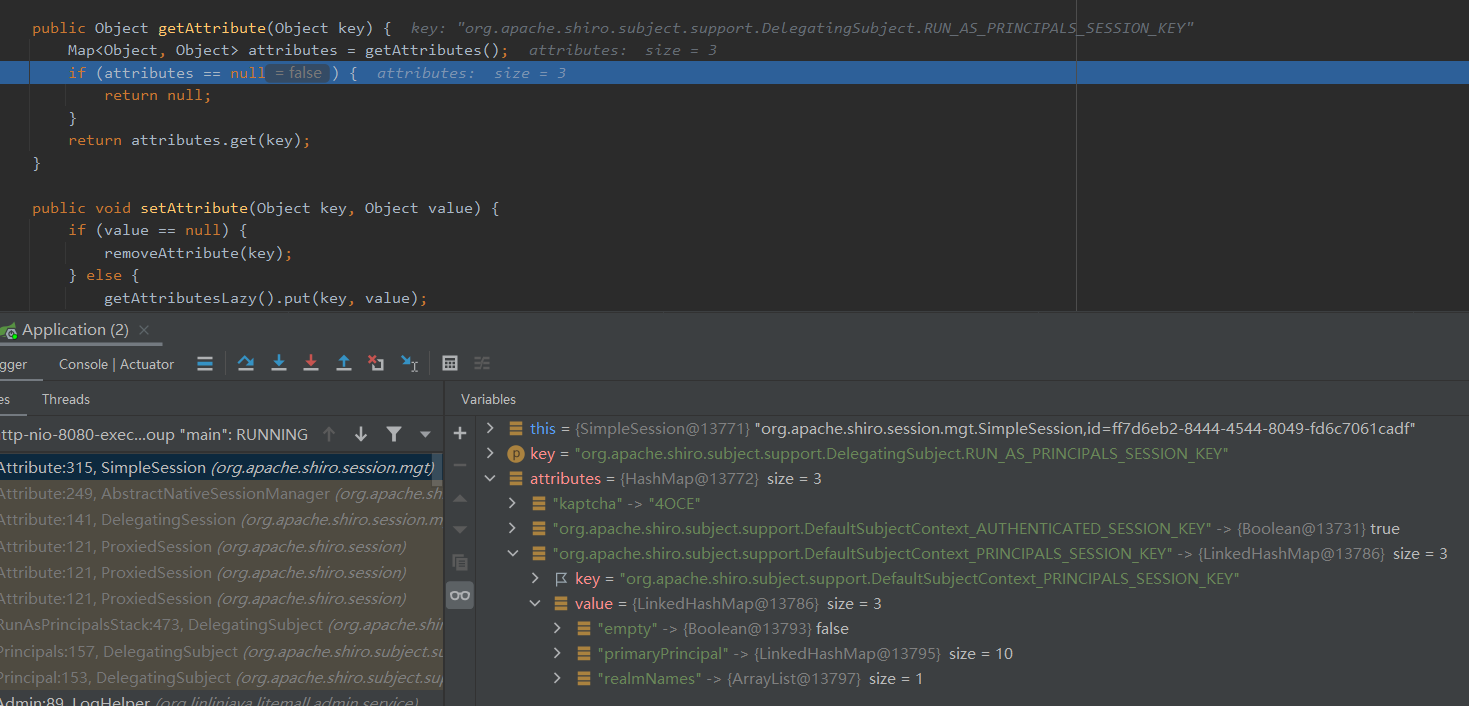 public Object getAttribute(Object key) { key: "org.apache.shiro.subject.support.DelegatingSubject.RUN_AS_PRINCIPALS_SESSION_KEY"
Map<Object, Object> attributes = getAttributes(); attributes: size = 3
if (attributes == null = false ) { attributes: size = 3
return null;
}
return attributes.get(key);
}
public void setAttribute(Object key, Object value) {
if (value == null) {
removeAttribute(key);
} else {
getAttributesLazy().put(key, value);
Application (2)
gger
Console | Actuator
es
Threads
Variables
ttp-nio-8080-exec...oup "main": RUNNING
Attribute:315, SimpleSession (org.apache.shiro.session.mgt)
Attribute:249, AbstractNativeSessionManager (org.apache.sh
Attribute:141, DelegatingSession (org.apache.shiro.session.m
Attribute:121, ProxiedSession (org.apache.shiro.session)
Attribute:121, ProxiedSession (org.apache.shiro.session)
Attribute:121, ProxiedSession (org.apache.shiro.session)
RunAsPrincipalsStack:473, DelegatingSubject (org.apache.shir
Principals:157, DelegatingSubject (org.apache.shiro.subject.su
Principal:153, DelegatingSubject (org.apache.shiro.subject.sup
Admin:89, LogHelper (org.linlinjava.litemall.admin.service)
this = {SimpleSession@13771} "org.apache.shiro.session.mgt.SimpleSession,id=ff7d6eb2-8444-4544-8049-fd6c7061cadf"
key = "org.apache.shiro.subject.support.DelegatingSubject.RUN_AS_PRINCIPALS_SESSION_KEY"
attributes = {HashMap@13772} size = 3
"kaptcha" -> "4OCE"
"org.apache.shiro.subject.support.DefaultSubjectContext_AUTHENTICATED_SESSION_KEY" -> {Boolean@13731} true
"org.apache.shiro.subject.support.DefaultSubjectContext_PRINCIPALS_SESSION_KEY" -> {LinkedHashMap@13786} size = 3
key = "org.apache.shiro.subject.support.DefaultSubjectContext_PRINCIPALS_SESSION_KEY"
value = {LinkedHashMap@13786} size = 3
"empty" -> {Boolean@13793} false
"primaryPrincipal" -> {LinkedHashMap@13795} size = 10
"realmNames" -> {ArrayList@13797} size = 1